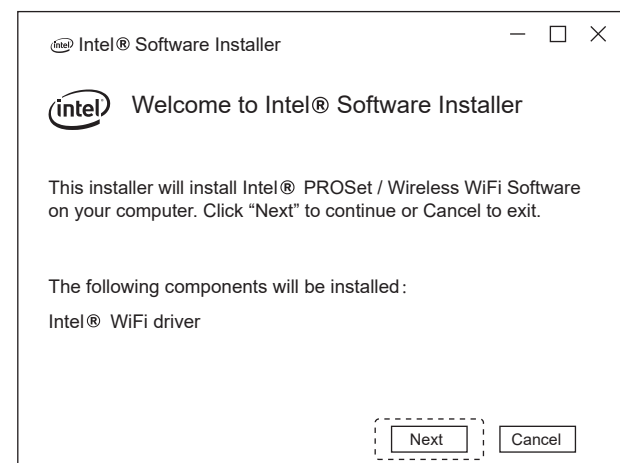 intel Intel® Software Installer
intel Welcome to Intel® Software Installer
This installer will install Intel® PROSet / Wireless WiFi Software
on your computer. Click “Next” to continue or Cancel to exit.
The following components will be installed：
Intel® WiFi driver
Next Cancel